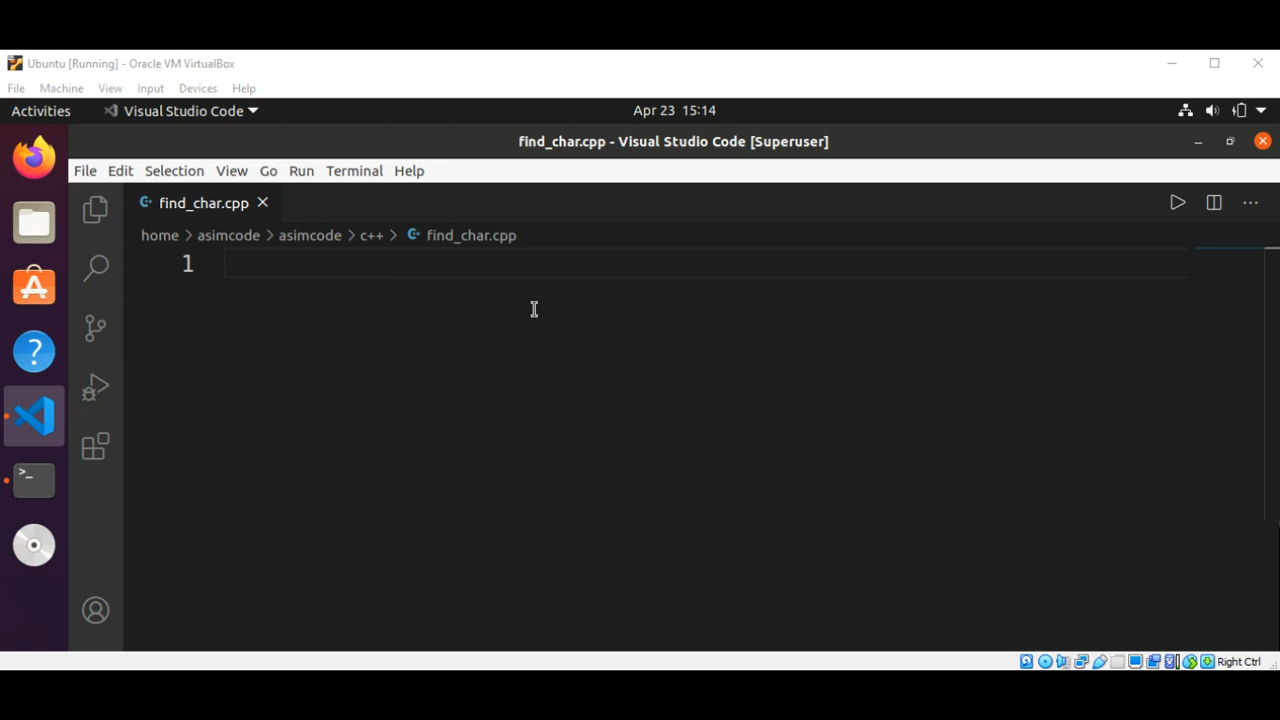 Ubuntu [Running] - Oracle VM VirtualBox
File Machine View Input Devices Help
Activities Visual Studio Code Apr 23 15:14
find_char.cpp - Visual Studio Code [Superuser]
File Edit Selection View Go Run Terminal Help
find_char.cpp
home > asimcode > asimcode > c++ > find_char.cpp
1
Right Ctrl